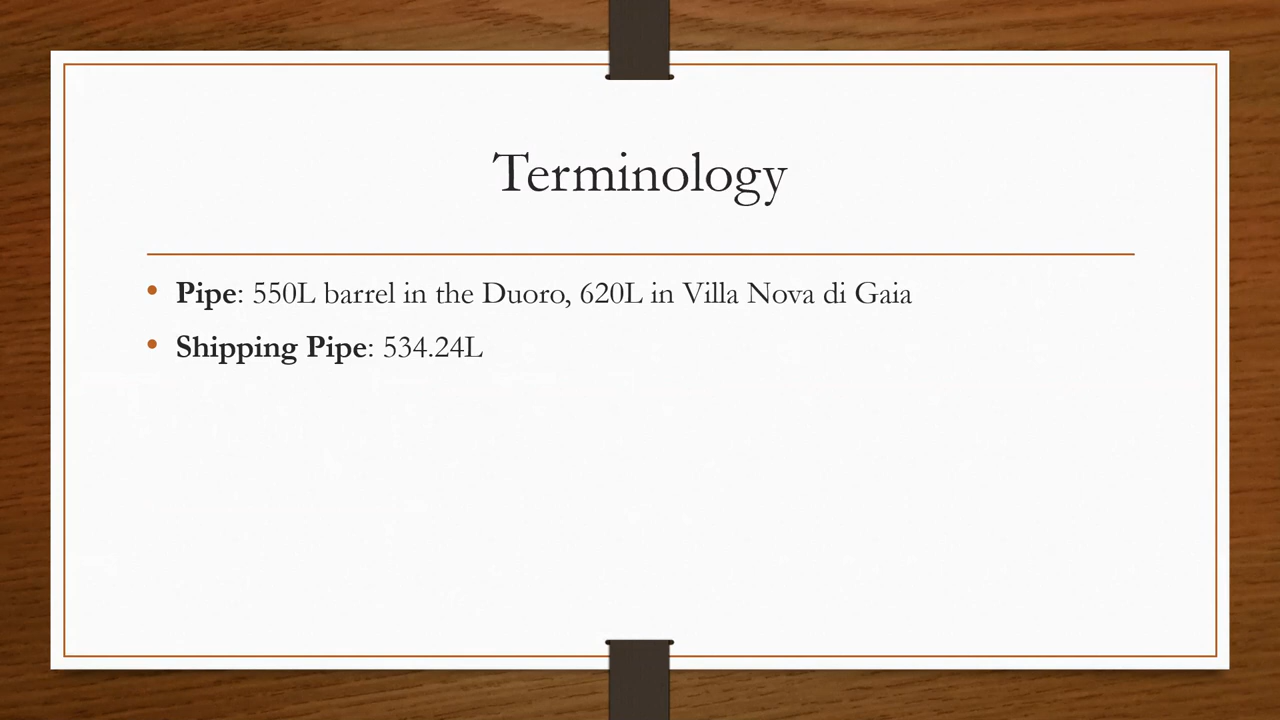 Terminology
• Pipe: 550L barrel in the Duoro, 620L in Villa Nova di Gaia
• Shipping Pipe: 534.24L